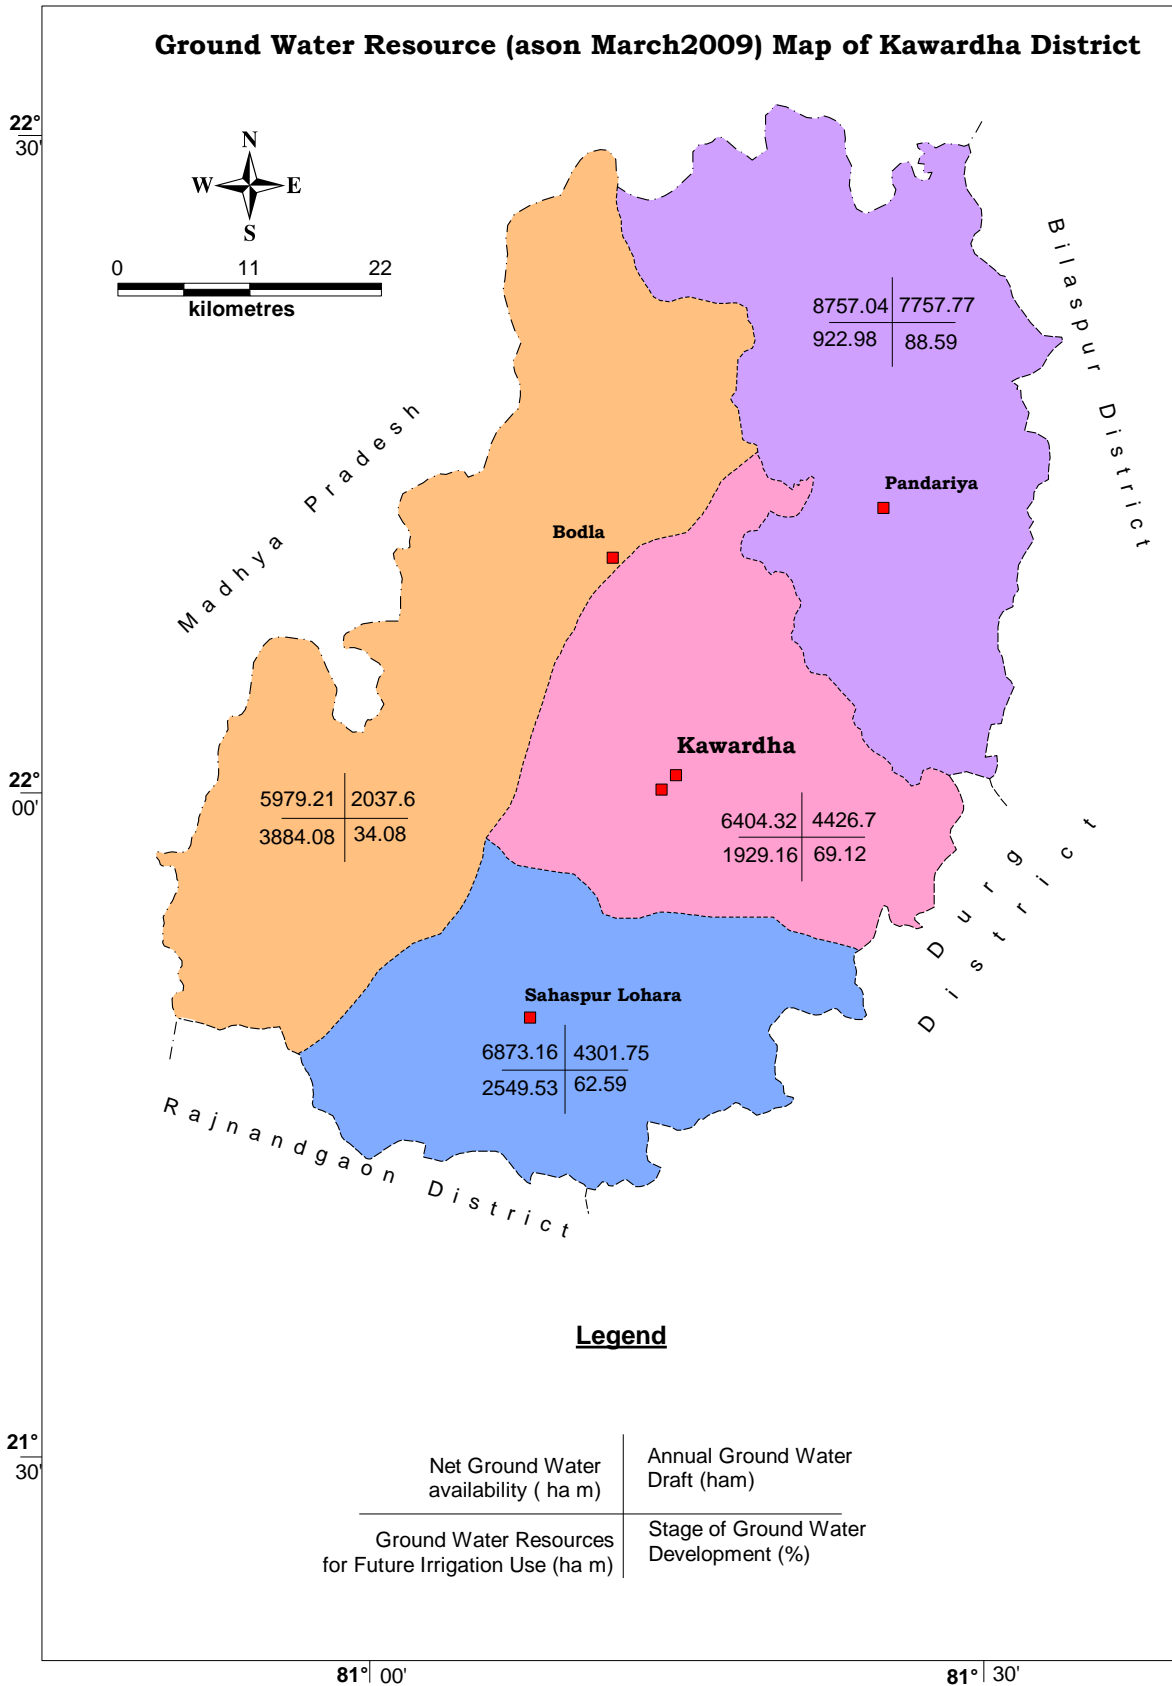 Ground Water Resource (ason March2009) Map of Kawardha District
22°
30'
N
W E
S
0 11 22
kilometres
Bilaspur District
8757.04 7757.77
922.98 88.59
Madhya Pradesh
Pandariya
Bodla
Kawardha
22°
00'
5979.21 2037.6
3884.08 34.08
6404.32 4426.7
1929.16 69.12
Durg
District
Sahaspur Lohara
6873.16 4301.75
2549.53 62.59
Rajnandgaon District
Legend
21°
30'
Net Ground Water
availability ( ha m)
Annual Ground Water
Draft (ham)
Ground Water Resources
for Future Irrigation Use (ha m)
Stage of Ground Water
Development (%)
81° 00'
81° 30'